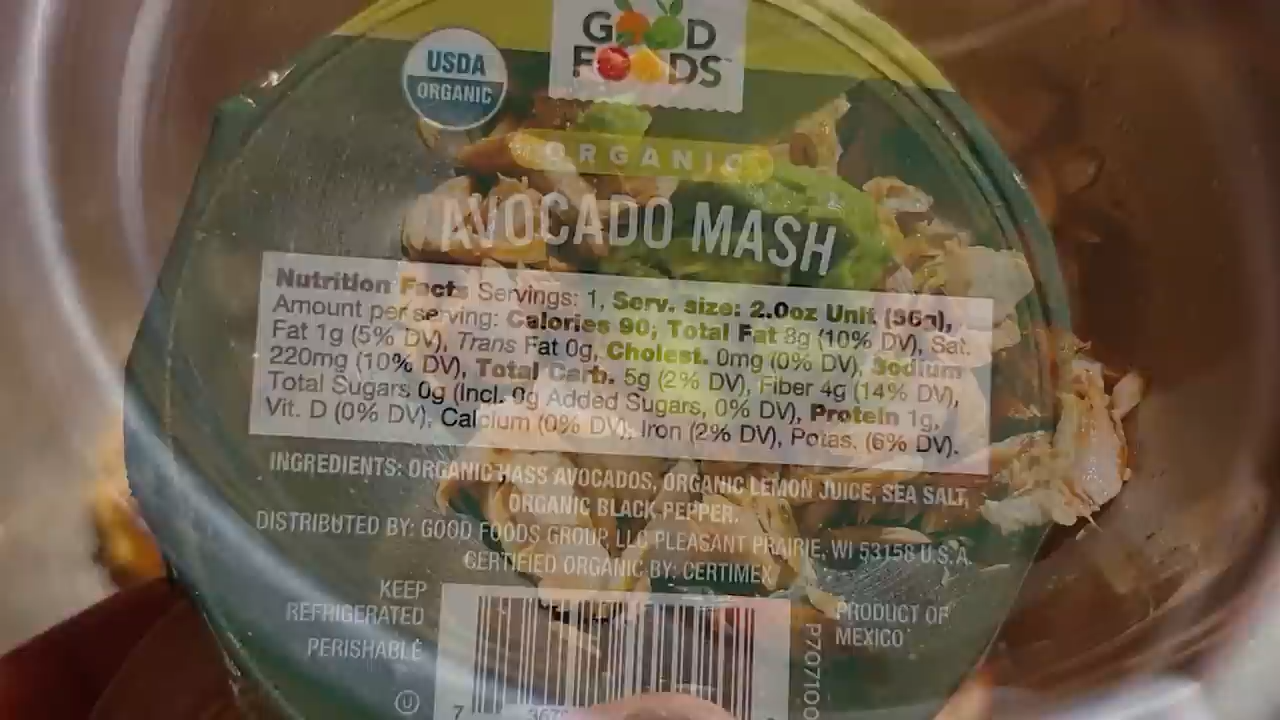 GOOD
FOODS™
USDA
ORGANIC
ORGANIC
AVOCADO MASH
Nutrition Facts Servings: 1, Serv. size: 2.0oz Unit (56g),
Amount per serving: Calories 90, Total Fat 8g (10% DV), Sat.
Fat 1g (5% DV), Trans Fat 0g, Cholest. 0mg (0% DV), Sodium
220mg (10% DV), Total Carb. 5g (2% DV), Fiber 4g (14% DV),
Total Sugars 0g (Incl. 0g Added Sugars, 0% DV), Protein 1g,
Vit. D (0% DV), Calcium (0% DV), Iron (2% DV), Potas. (6% DV).
INGREDIENTS: ORGANIC HASS AVOCADOS, ORGANIC LEMON JUICE, SEA SALT,
ORGANIC BLACK PEPPER.
DISTRIBUTED BY: GOOD FOODS GROUP, LLC PLEASANT PRAIRIE, WI 53158 U.S.A.
CERTIFIED ORGANIC BY: CERTIMEX
KEEP
REFRIGERATED
PERISHABLE
U
PRODUCT OF
MEXICO
P707100
7